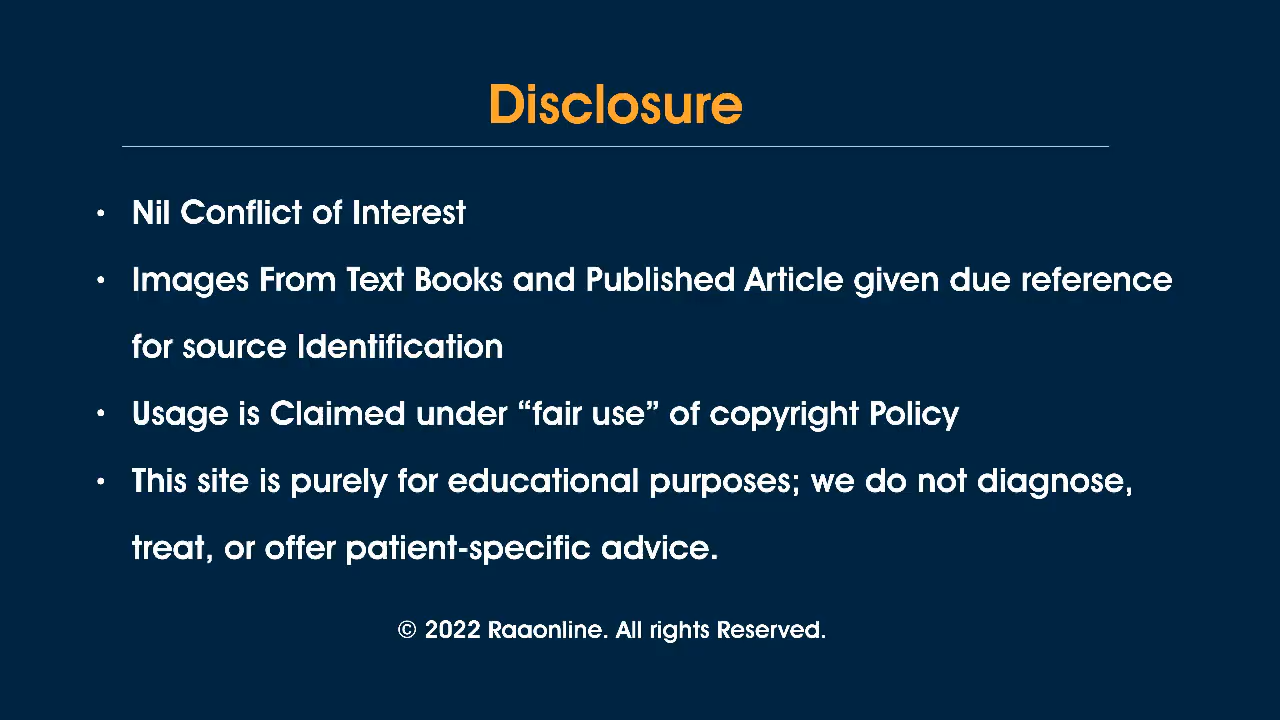 Disclosure
• Nil Conflict of Interest
• Images From Text Books and Published Article given due reference
for source Identification
• Usage is Claimed under “fair use” of copyright Policy
• This site is purely for educational purposes; we do not diagnose,
treat, or offer patient-specific advice.
© 2022 Raaonline. All rights Reserved.